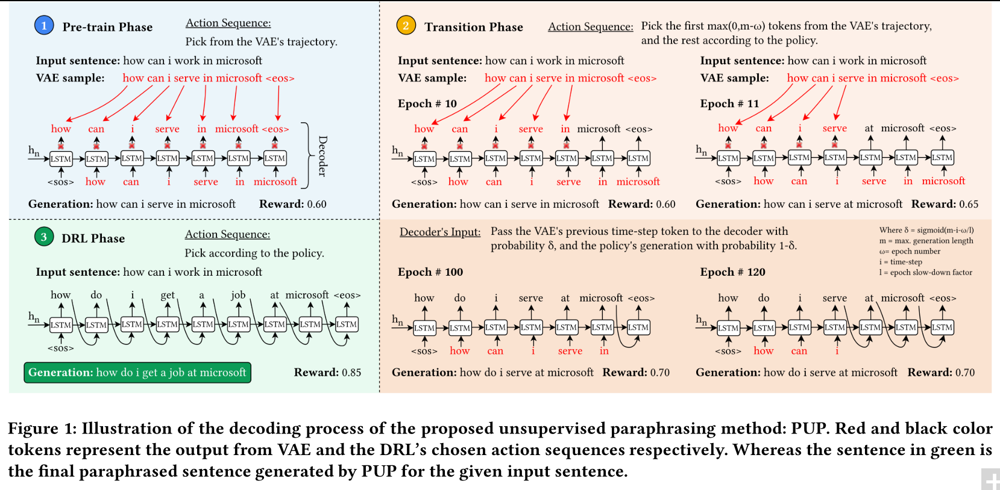 1 Pre-train Phase
Action Sequence:
Pick from the VAE's trajectory.
Input sentence: how can i work in microsoft
VAE sample: how can i serve in microsoft <eos>
how can i serve in microsoft <eos>
h_n LSTM LSTM LSTM LSTM LSTM LSTM LSTM
<sos> how can i serve in microsoft
Decoder
Generation: how can i serve in microsoft Reward: 0.60
2 Transition Phase
Action Sequence: Pick the first max(0,m-ω) tokens from the VAE's trajectory,
and the rest according to the policy.
Input sentence: how can i work in microsoft
VAE sample: how can i serve in microsoft <eos>
Epoch # 10
how can i serve in microsoft <eos>
h_n LSTM LSTM LSTM LSTM LSTM LSTM LSTM
<sos> how can i serve in microsoft
Generation: how can i serve in microsoft Reward: 0.60
Input sentence: how can i work in microsoft
VAE sample: how can i serve in microsoft <eos>
Epoch # 11
how can i serve at microsoft <eos>
h_n LSTM LSTM LSTM LSTM LSTM LSTM LSTM
<sos> how can i serve in microsoft
Generation: how can i serve at microsoft Reward: 0.65
Decoder's Input: Pass the VAE's previous time-step token to the decoder with
probability δ, and the policy's generation with probability 1-δ.
Where δ = sigmoid(m-i-ω/l)
m = max. generation length
ω= epoch number
i = time-step
l = epoch slow-down factor
Epoch # 100
how do i serve at microsoft <eos>
h_n LSTM LSTM LSTM LSTM LSTM LSTM LSTM
<sos> how can i serve in
Generation: how do i serve at microsoft Reward: 0.70
Epoch # 120
how do i serve at microsoft <eos>
h_n LSTM LSTM LSTM LSTM LSTM LSTM LSTM
<sos> how can i
Generation: how do i serve at microsoft Reward: 0.70
3 DRL Phase
Action Sequence:
Pick according to the policy.
Input sentence: how can i work in microsoft
how do i get a job at microsoft <eos>
h_n LSTM LSTM LSTM LSTM LSTM LSTM LSTM LSTM LSTM
<sos>
Generation: how do i get a job at microsoft Reward: 0.85
Figure 1: Illustration of the decoding process of the proposed unsupervised paraphrasing method: PUP. Red and black color
tokens represent the output from VAE and the DRL's chosen action sequences respectively. Whereas the sentence in green is
the final paraphrased sentence generated by PUP for the given input sentence.